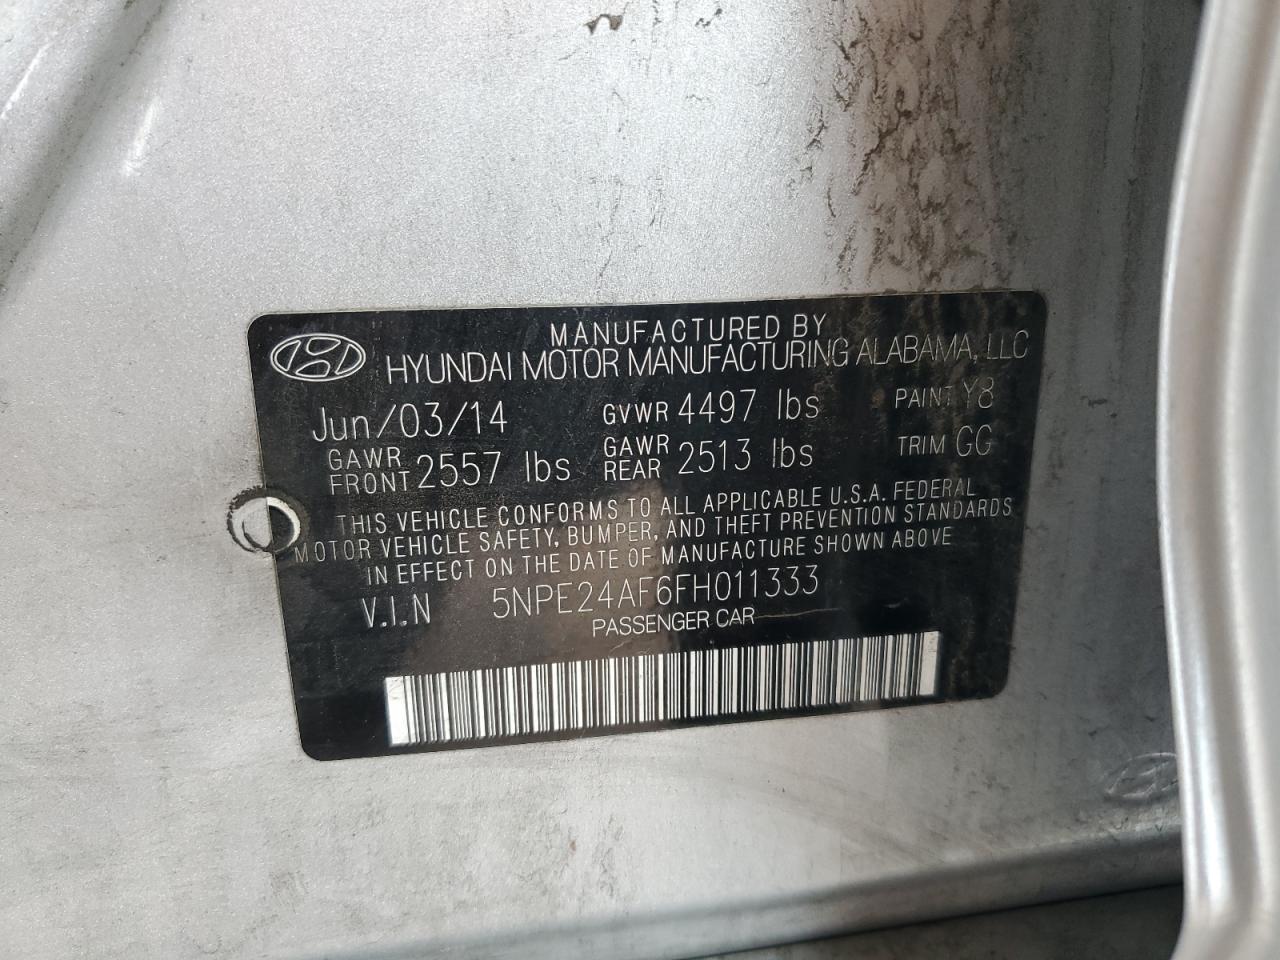 MANUFACTURED BY
HYUNDAI MOTOR MANUFACTURING ALABAMA, LLC
Jun/03/14 GVWR 4497 lbs PAINT Y8
GAWR FRONT 2557 lbs GAWR REAR 2513 lbs TRIM GG
THIS VEHICLE CONFORMS TO ALL APPLICABLE U.S.A. FEDERAL
MOTOR VEHICLE SAFETY, BUMPER, AND THEFT PREVENTION STANDARDS
IN EFFECT ON THE DATE OF MANUFACTURE SHOWN ABOVE
V.I.N 5NPE24AF6FH011333
PASSENGER CAR